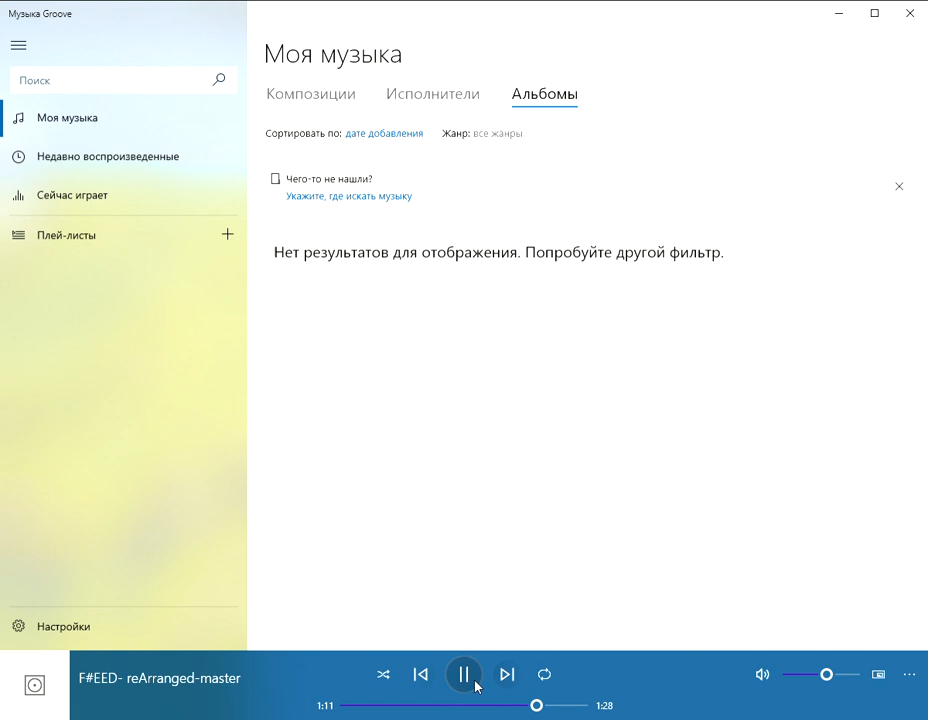 Музыка Groove
Поиск
Моя музыка
Недавно воспроизведенные
Сейчас играет
Плей-листы
Настройки
Моя музыка
Композиции Исполнители Альбомы
Сортировать по: дате добавления Жанр: все жанры
Чего-то не нашли?
Укажите, где искать музыку
Нет результатов для отображения. Попробуйте другой фильтр.
F#EED- reArranged-master
1:11 1:28